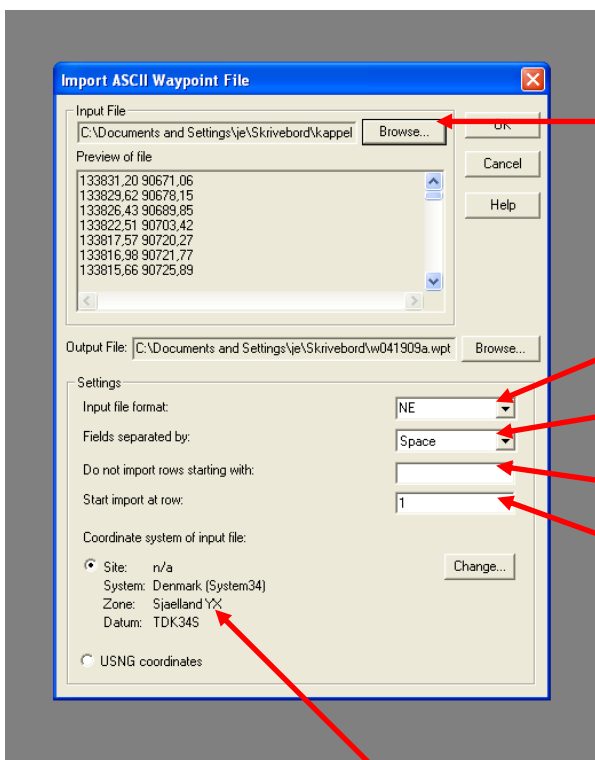 Import ASCII Waypoint File
Input File
C:\Documents and Settings\je\Skrivebord\kappel
Browse...
OK
Preview of file
Cancel
133831,20 90671,06
133829,62 90678,15
133826,43 90689,85
133822,51 90703,42
133817,57 90720,27
133816,98 90721,77
133815,66 90725,89
Help
Output File: C:\Documents and Settings\je\Skrivebord\w041909a.wpt Browse...
Settings
Input file format: NE
Fields separated by: Space
Do not import rows starting with:
Start import at row: 1
Coordinate system of input file:
Site: n/a
Change...
System: Denmark (System34)
Zone: Sjaelland YX
Datum: TDK34S
USNG coordinates